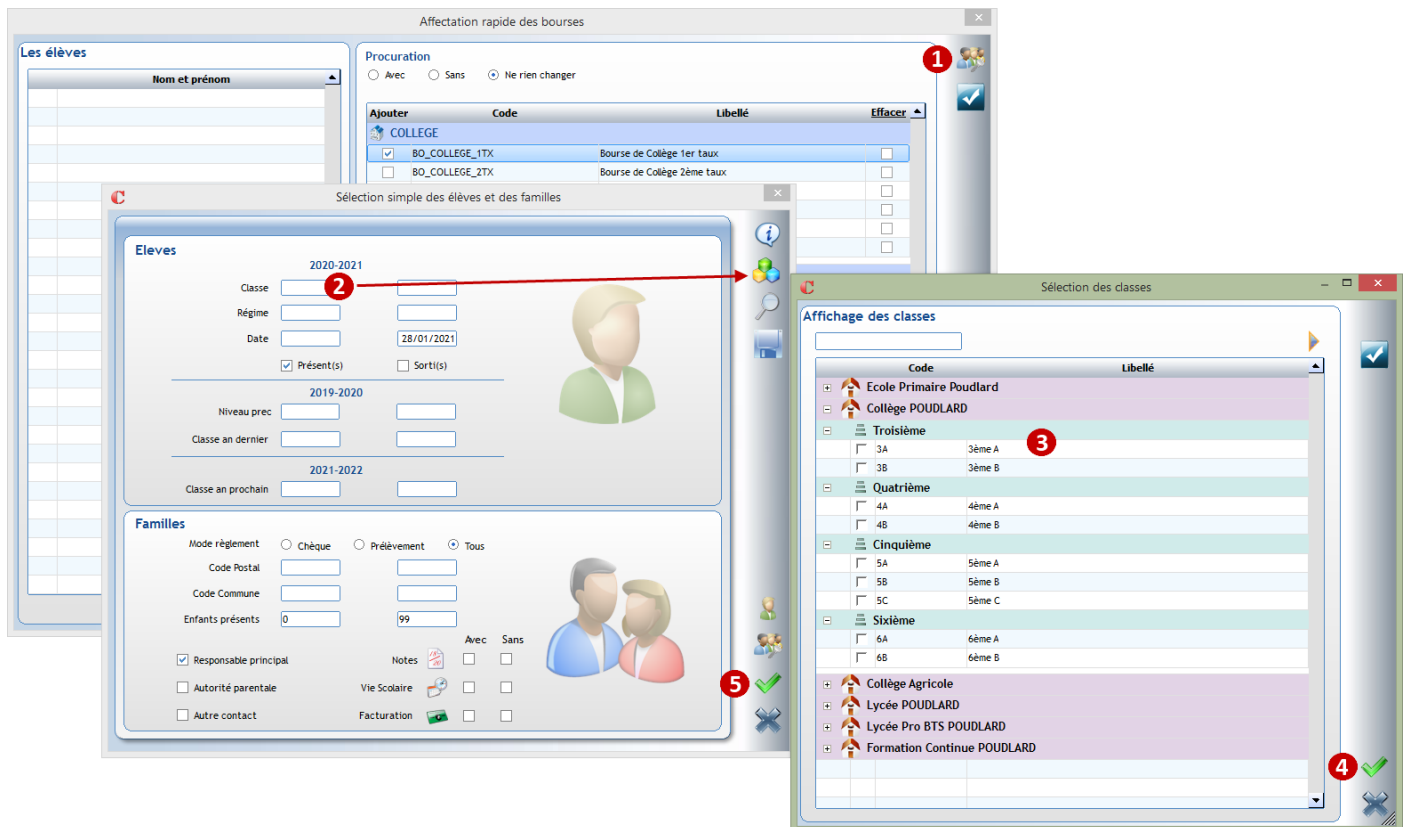 Affectation rapide des bourses
Les élèves
Nom et prénom
Procuration
Avec Sans Ne rien changer
1
Ajouter Code Libellé Effacer
COLLEGE
BO_COLLEGE_1TX Bourse de Collège 1er taux
BO_COLLEGE_2TX Bourse de Collège 2ème taux
Sélection simple des élèves et des familles
Eleves
2020-2021
Classe 2
Régime
Date 28/01/2021
Présent(s) Sorti(s)
2019-2020
Niveau prec
Classe an dernier
2021-2022
Classe an prochain
Familles
Mode règlement Chèque Prélèvement Tous
Code Postal
Code Commune
Enfants présents 0 99
Avec Sans
Responsable principal Notes
Autorité parentale Vie Scolaire
Autre contact Facturation
5
Sélection des classes
Affichage des classes
Code Libellé
Ecole Primaire Poudlard
Collège POUDLARD
Troisième
3
3A 3ème A
3B 3ème B
Quatrième
4A 4ème A
4B 4ème B
Cinquième
5A 5ème A
5B 5ème B
5C 5ème C
Sixième
6A 6ème A
6B 6ème B
Collège Agricole
Lycée POUDLARD
Lycée Pro BTS POUDLARD
Formation Continue POUDLARD
4